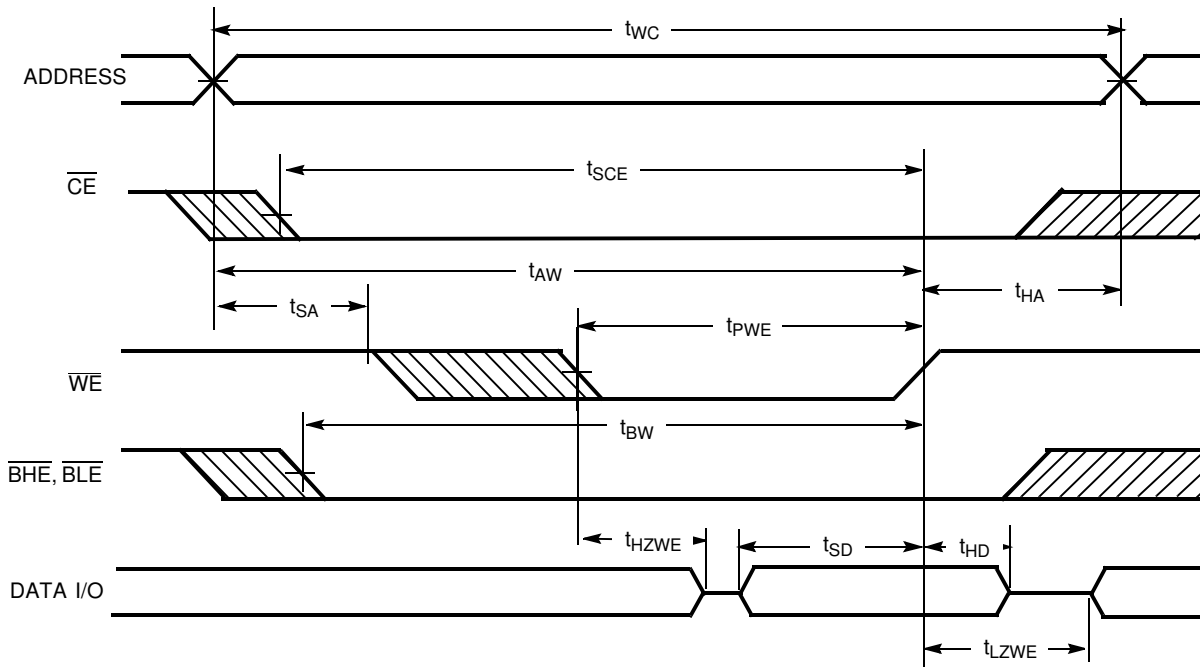 tWC
ADDRESS
tSCE
CE
tAW
tSA
tHA
tPWE
WE
tBW
BHE, BLE
tHZWE
tSD
tHD
DATA I/O
tLZWE